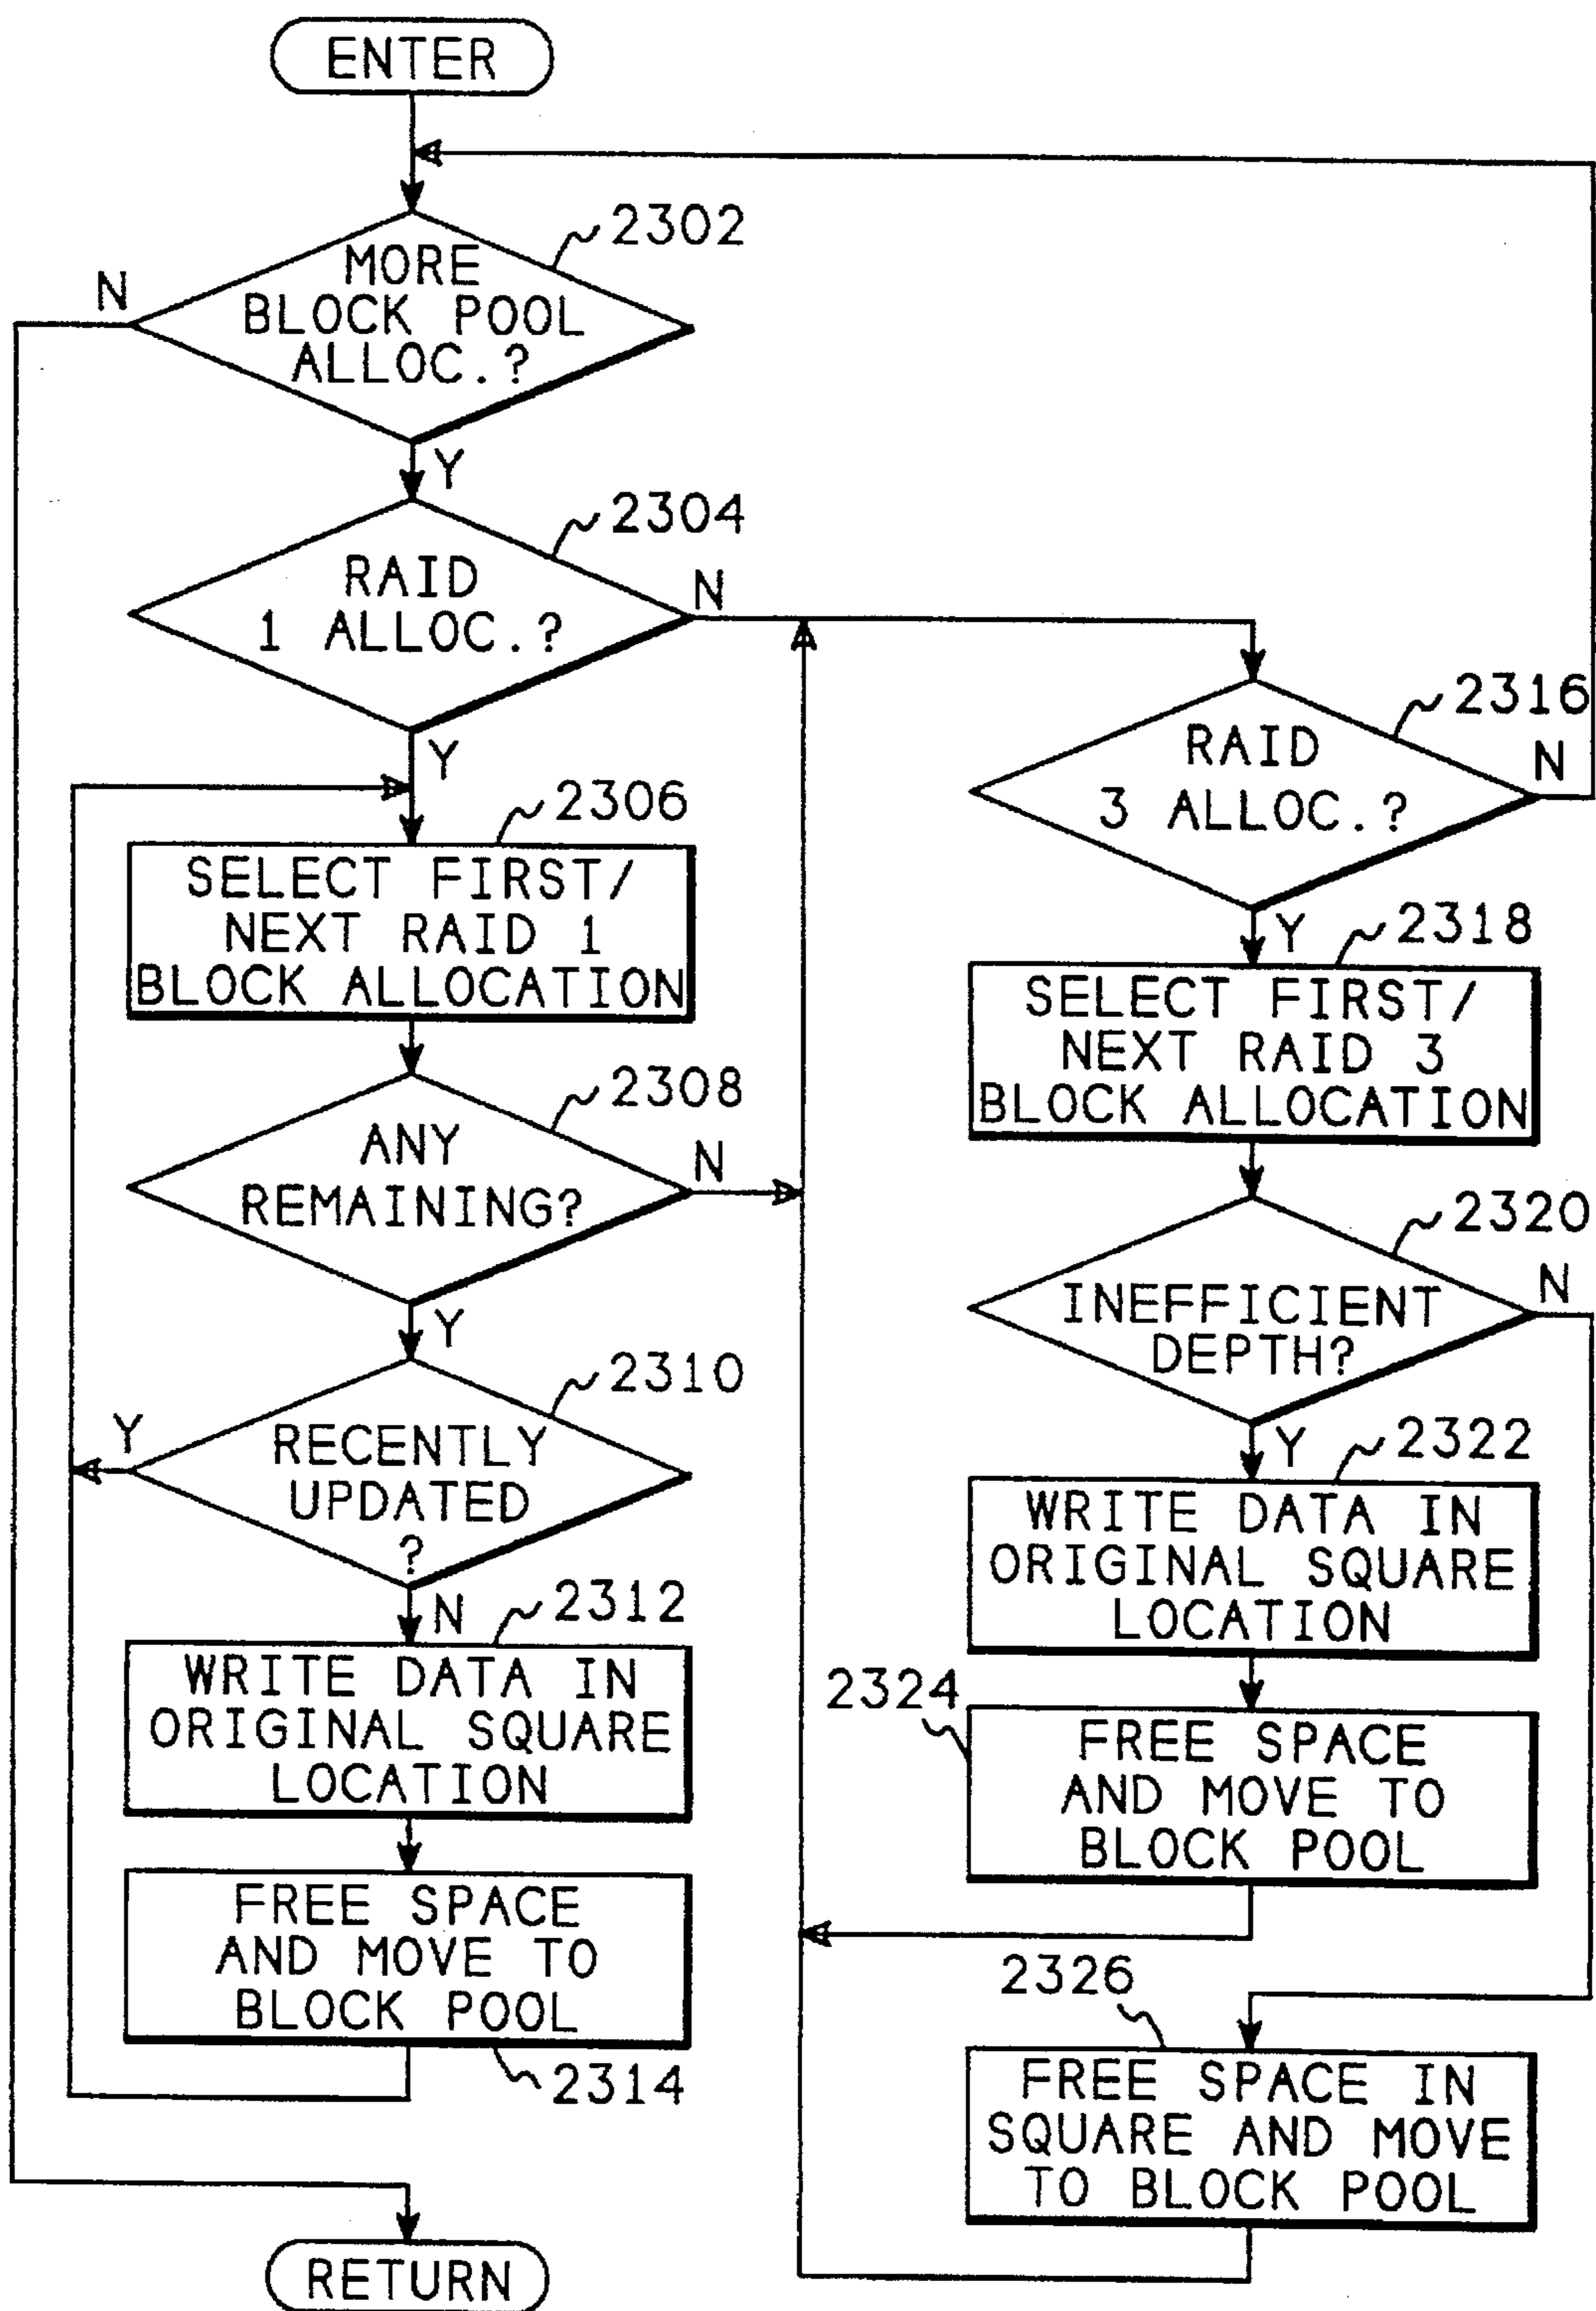 ENTER
2302
MORE
BLOCK POOL
ALLOC.?
N
Y
2304
RAID
1 ALLOC.?
N
Y
2306
SELECT FIRST/
NEXT RAID 1
BLOCK ALLOCATION
2308
ANY
REMAINING?
N
Y
2310
RECENTLY
UPDATED
?
Y
N
2312
WRITE DATA IN
ORIGINAL SQUARE
LOCATION
FREE SPACE
AND MOVE TO
BLOCK POOL
2314
RETURN
2316
RAID
3 ALLOC.?
N
Y
2318
SELECT FIRST/
NEXT RAID 3
BLOCK ALLOCATION
2320
INEFFICIENT
DEPTH?
N
Y
2322
WRITE DATA IN
ORIGINAL SQUARE
LOCATION
2324
FREE SPACE
AND MOVE TO
BLOCK POOL
2326
FREE SPACE IN
SQUARE AND MOVE
TO BLOCK POOL